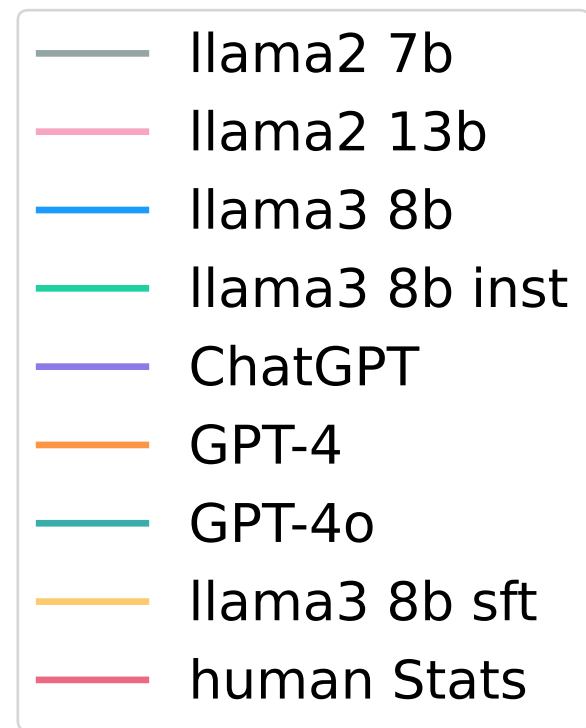 llama2 7b
llama2 13b
llama3 8b
llama3 8b inst
ChatGPT
GPT-4
GPT-4o
llama3 8b sft
human Stats